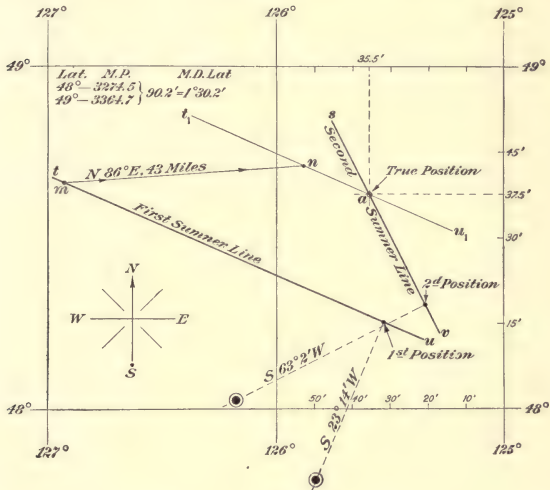 127° 126° 125°
35.5'
49°
Lat. M.P. M.D.Lat
48°—3274.5 } 90.2'=1°30.2'
49°—3364.7
t₁
s
45'
t
m
N 86°E, 43 Miles
n
True Position
a
37.5'
Second Sumner Line
First Sumner Line
u₁
30'
N
W E
S
2d Position
15'
v
u
1st Position
S 63°2'W
S 23°14'W
48°
50' 40' 30' 20' 10'
48°
127° 126° 125°